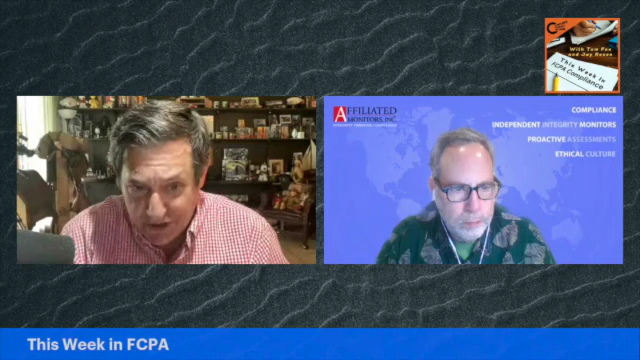 With Tom Fox
and Jay Rosen
This Week In
FCPA Compliance
AFFILIATED
MONITORS, INC.
COMPLIANCE
INDEPENDENT INTEGRITY MONITORS
PROACTIVE ASSESSMENTS
ETHICAL CULTURE
This Week in FCPA